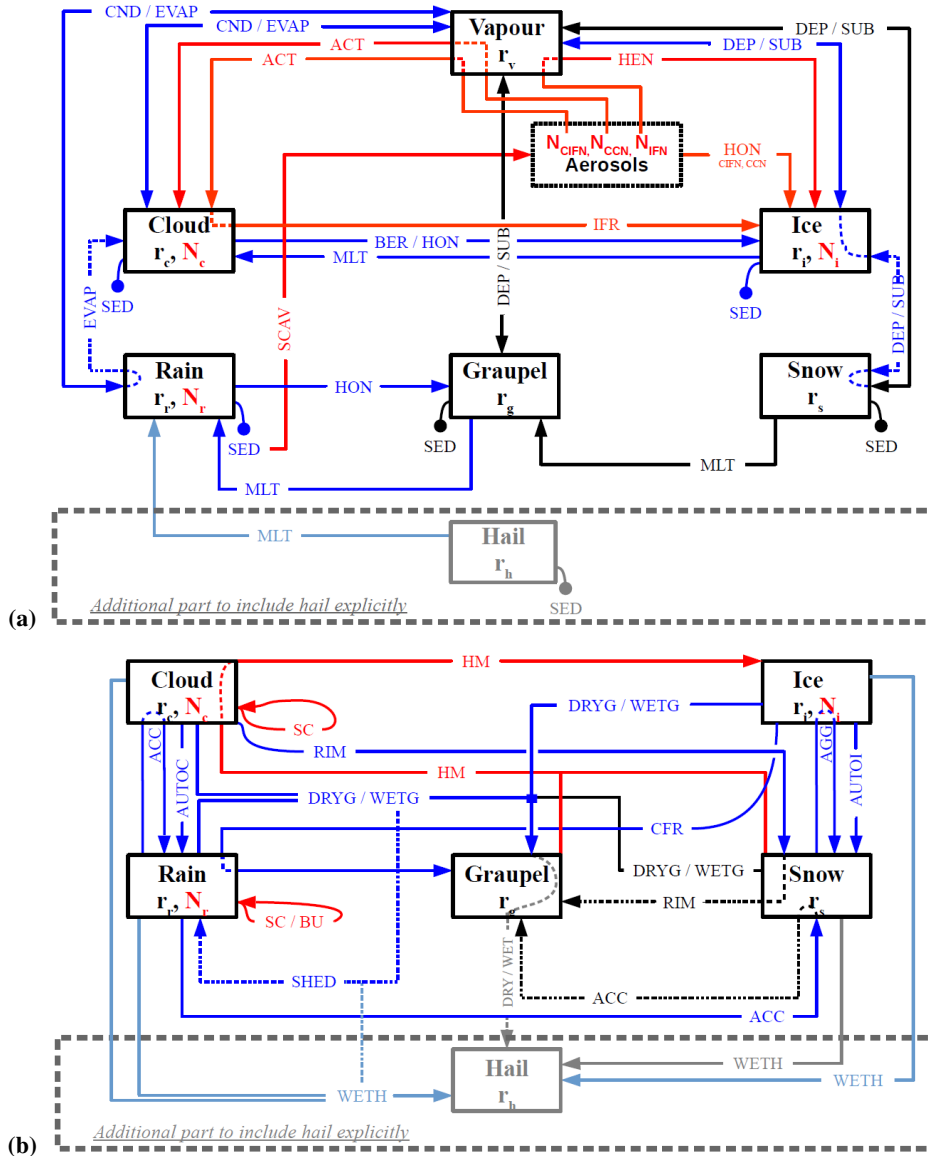 CND / EVAP
CND / EVAP
Vapour
r_v
DEP / SUB
DEP / SUB
ACT
ACT
HEN
N_CIFN, N_CCN, N_IFN
Aerosols
HON
CIFN, CCN
Cloud
r_c, N_c
IFR
BER / HON
MLT
Ice
r_i, N_i
SED
SED
EVAP
SCAV
DEP / SUB
DEP / SUB
Rain
r_r, N_r
HON
Graupel
r_g
Snow
r_s
SED
SED
SED
MLT
MLT
MLT
Hail
r_h
SED
Additional part to include hail explicitly
(a)
Cloud
r_c, N_c
HM
Ice
r_i, N_i
DRYG / WETG
SC
RIM
ACC
AUTOC
HM
AGG
AUTOI
DRYG / WETG
CFR
Rain
r_r, N_r
Graupel
r_g
DRYG / WETG
RIM
Snow
r_s
SC / BU
SHED
DRY / WET
ACC
ACC
Hail
r_h
WETH
WETH
WETH
Additional part to include hail explicitly
(b)